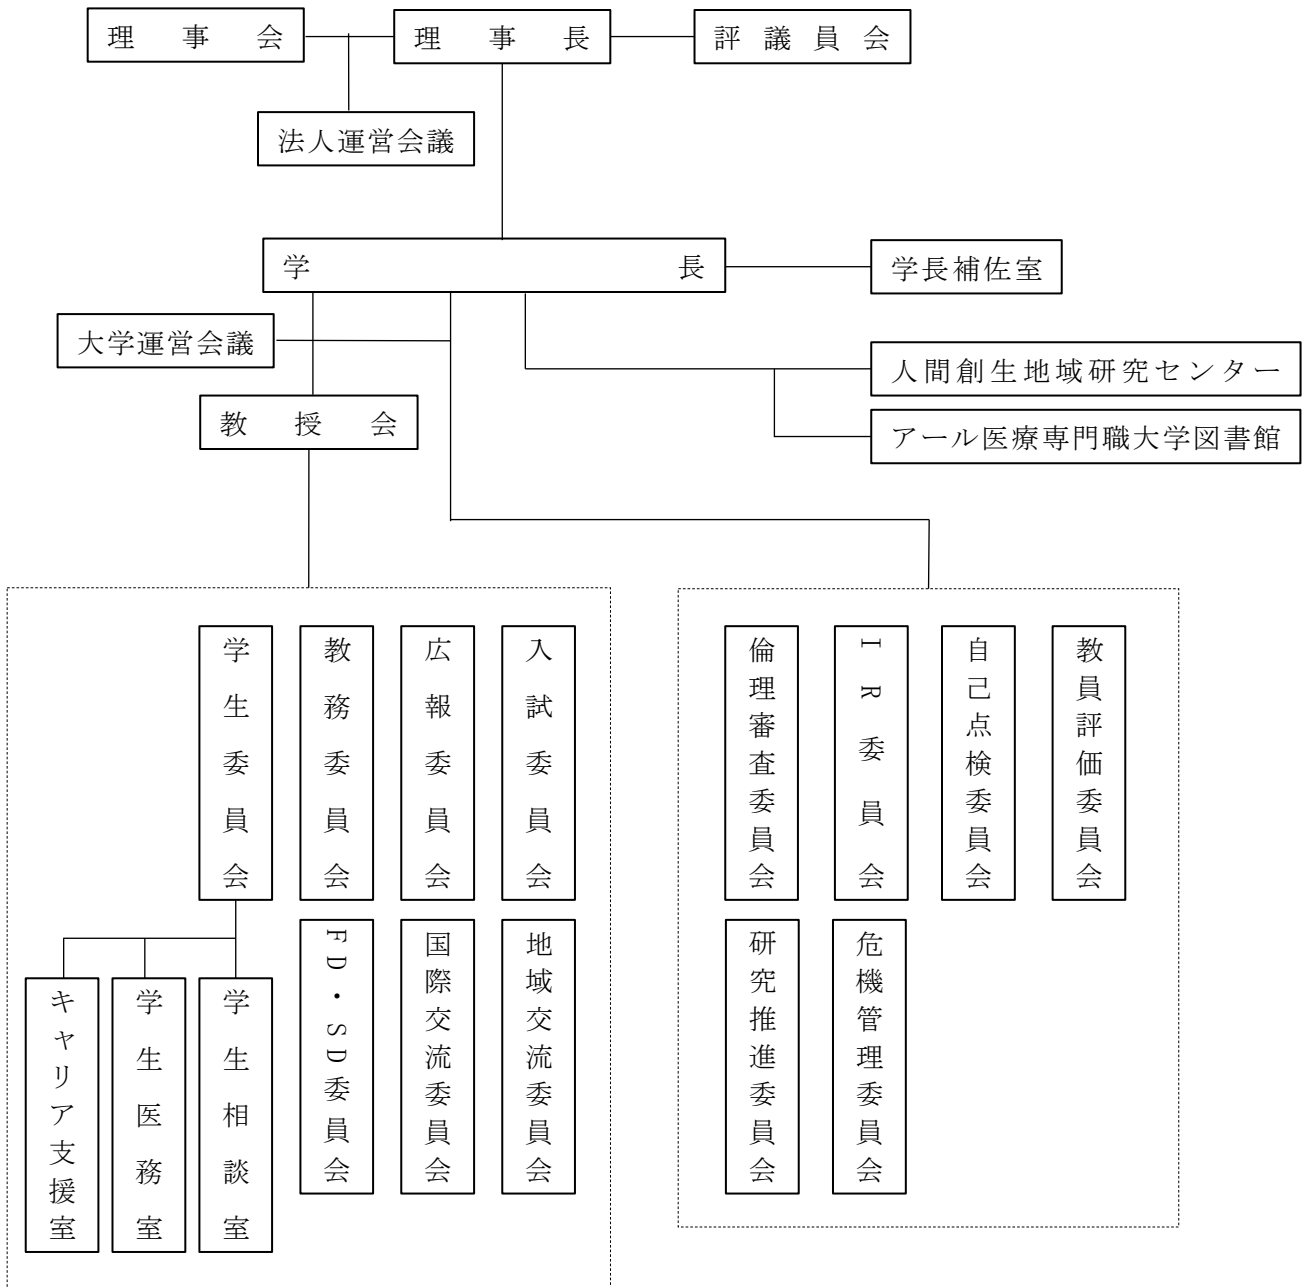 理事会
理事長
評議員会
法人運営会議
学長
学長補佐室
大学運営会議
人間創生地域研究センター
教授会
アール医療専門職大学図書館
入試委員会
広報委員会
教務委員会
学生委員会
地域交流委員会
国際交流委員会
FD・SD委員会
学生相談室
学生医務室
キャリア支援室
教員評価委員会
自己点検委員会
IR委員会
倫理審査委員会
危機管理委員会
研究推進委員会